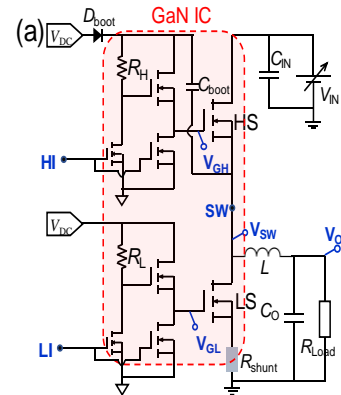 (a)
V_DC
D_boot
GaN IC
R_H
C_boot
C_IN
V_IN
HS
HI
V_GH
SW
V_DC
V_SW
R_L
L
V_O
LS
C_O
R_Load
LI
V_GL
R_shunt